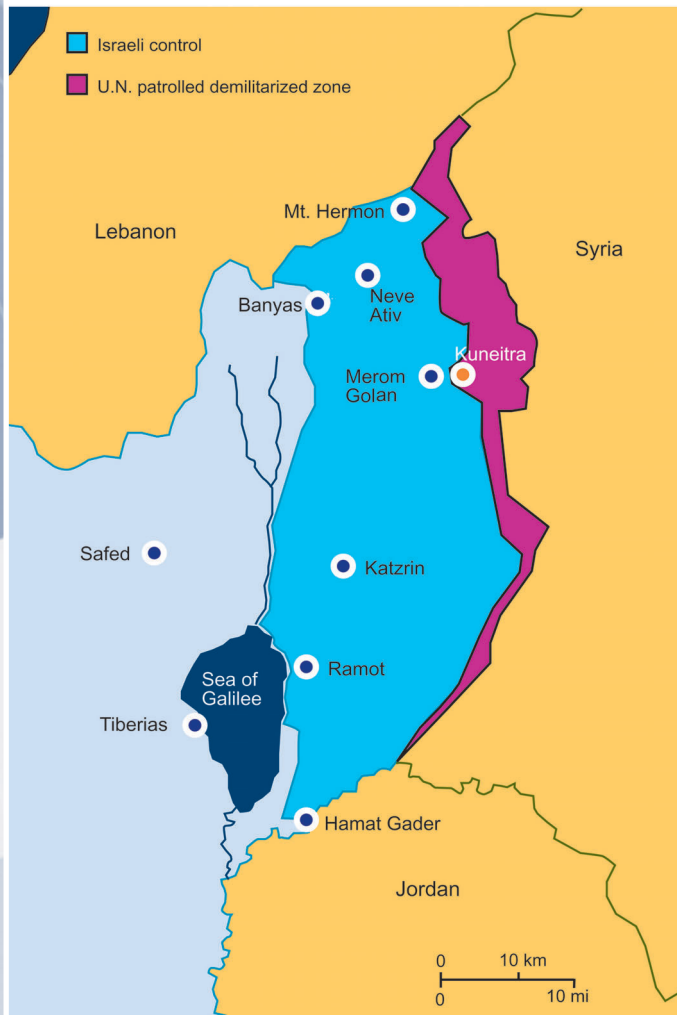 Israeli control
U.N. patrolled demilitarized zone
Mt. Hermon
Lebanon
Syria
Banyas
Neve
Ativ
Kuneitra
Merom
Golan
Safed
Katzrin
Sea of
Galilee
Ramot
Tiberias
Hamat Gader
Jordan
0 10 km
0 10 mi